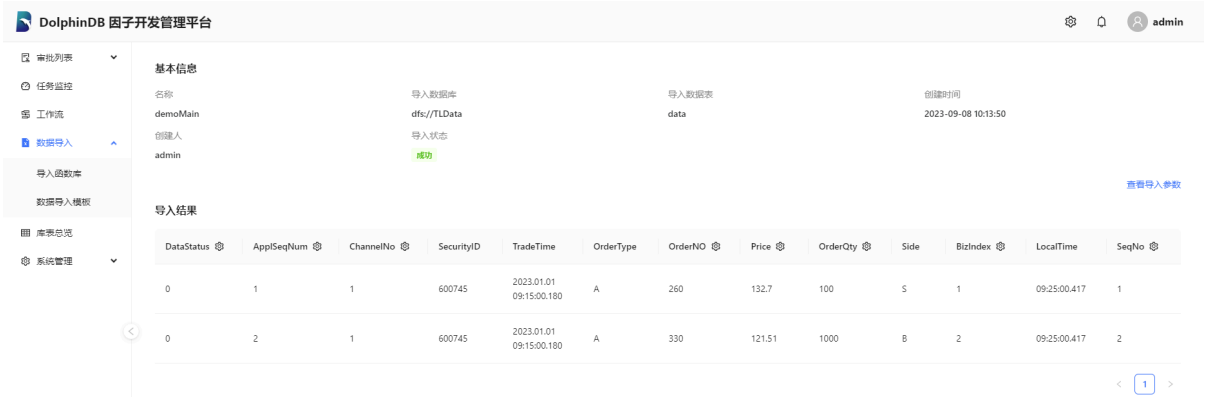 DolphinDB 因子开发管理平台
admin
审批列表
任务监控
工作流
数据导入
导入函数库
数据导入模板
库表总览
系统管理
基本信息
名称 导入数据库 导入数据表 创建时间
demoMain dfs://TLData data 2023-09-08 10:13:50
创建人 导入状态
admin 成功
查看导入参数
导入结果
DataStatus ApplSeqNum ChannelNo SecurityID TradeTime OrderType OrderNO Price OrderQty Side BizIndex LocalTime SeqNo
0 1 1 600745 2023.01.01 09:15:00.180 A 260 132.7 100 S 1 09:25:00.417 1
0 2 1 600745 2023.01.01 09:15:00.180 A 330 121.51 1000 B 2 09:25:00.417 2
< 1 >